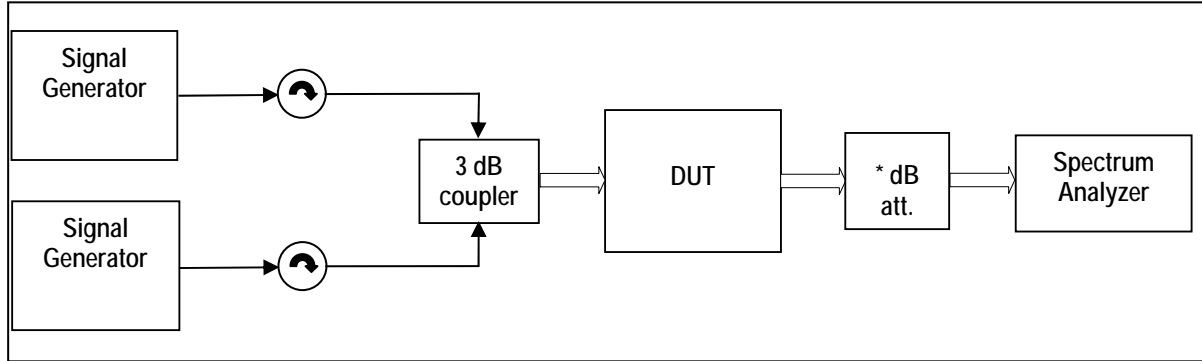 Signal
Generator
3 dB
coupler
DUT
* dB
att.
Spectrum
Analyzer
Signal
Generator